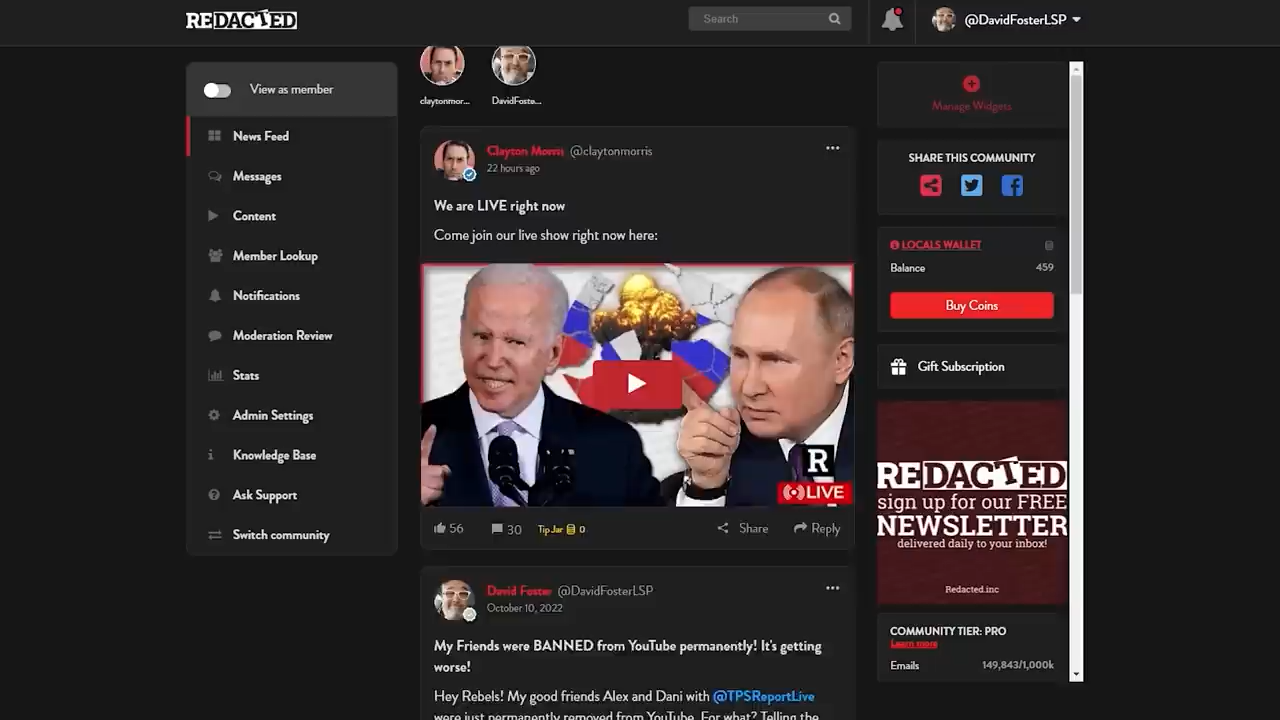 REDACTED
Search
@DavidFosterLSP
View as member
News Feed
Messages
Content
Member Lookup
Notifications
Moderation Review
Stats
Admin Settings
Knowledge Base
Ask Support
Switch community
claytonmor...
DavidFoste...
Clayton Morris @claytonmorris
22 hours ago
We are LIVE right now
Come join our live show right now here:
R
LIVE
56
30
Tip Jar 0
Share
Reply
David Foster @DavidFosterLSP
October 10, 2022
My Friends were BANNED from YouTube permanently! It's getting
worse!
Hey Rebels! My good friends Alex and Dani with @TPSReportLive
were just permanently removed from YouTube. For what? Telling the
Manage Widgets
SHARE THIS COMMUNITY
LOCALS WALLET
Balance 459
Buy Coins
Gift Subscription
REDACTED
sign up for our FREE
NEWSLETTER
delivered daily to your inbox!
Redacted.inc
COMMUNITY TIER: PRO
Learn more
Emails 149,843/1,000k